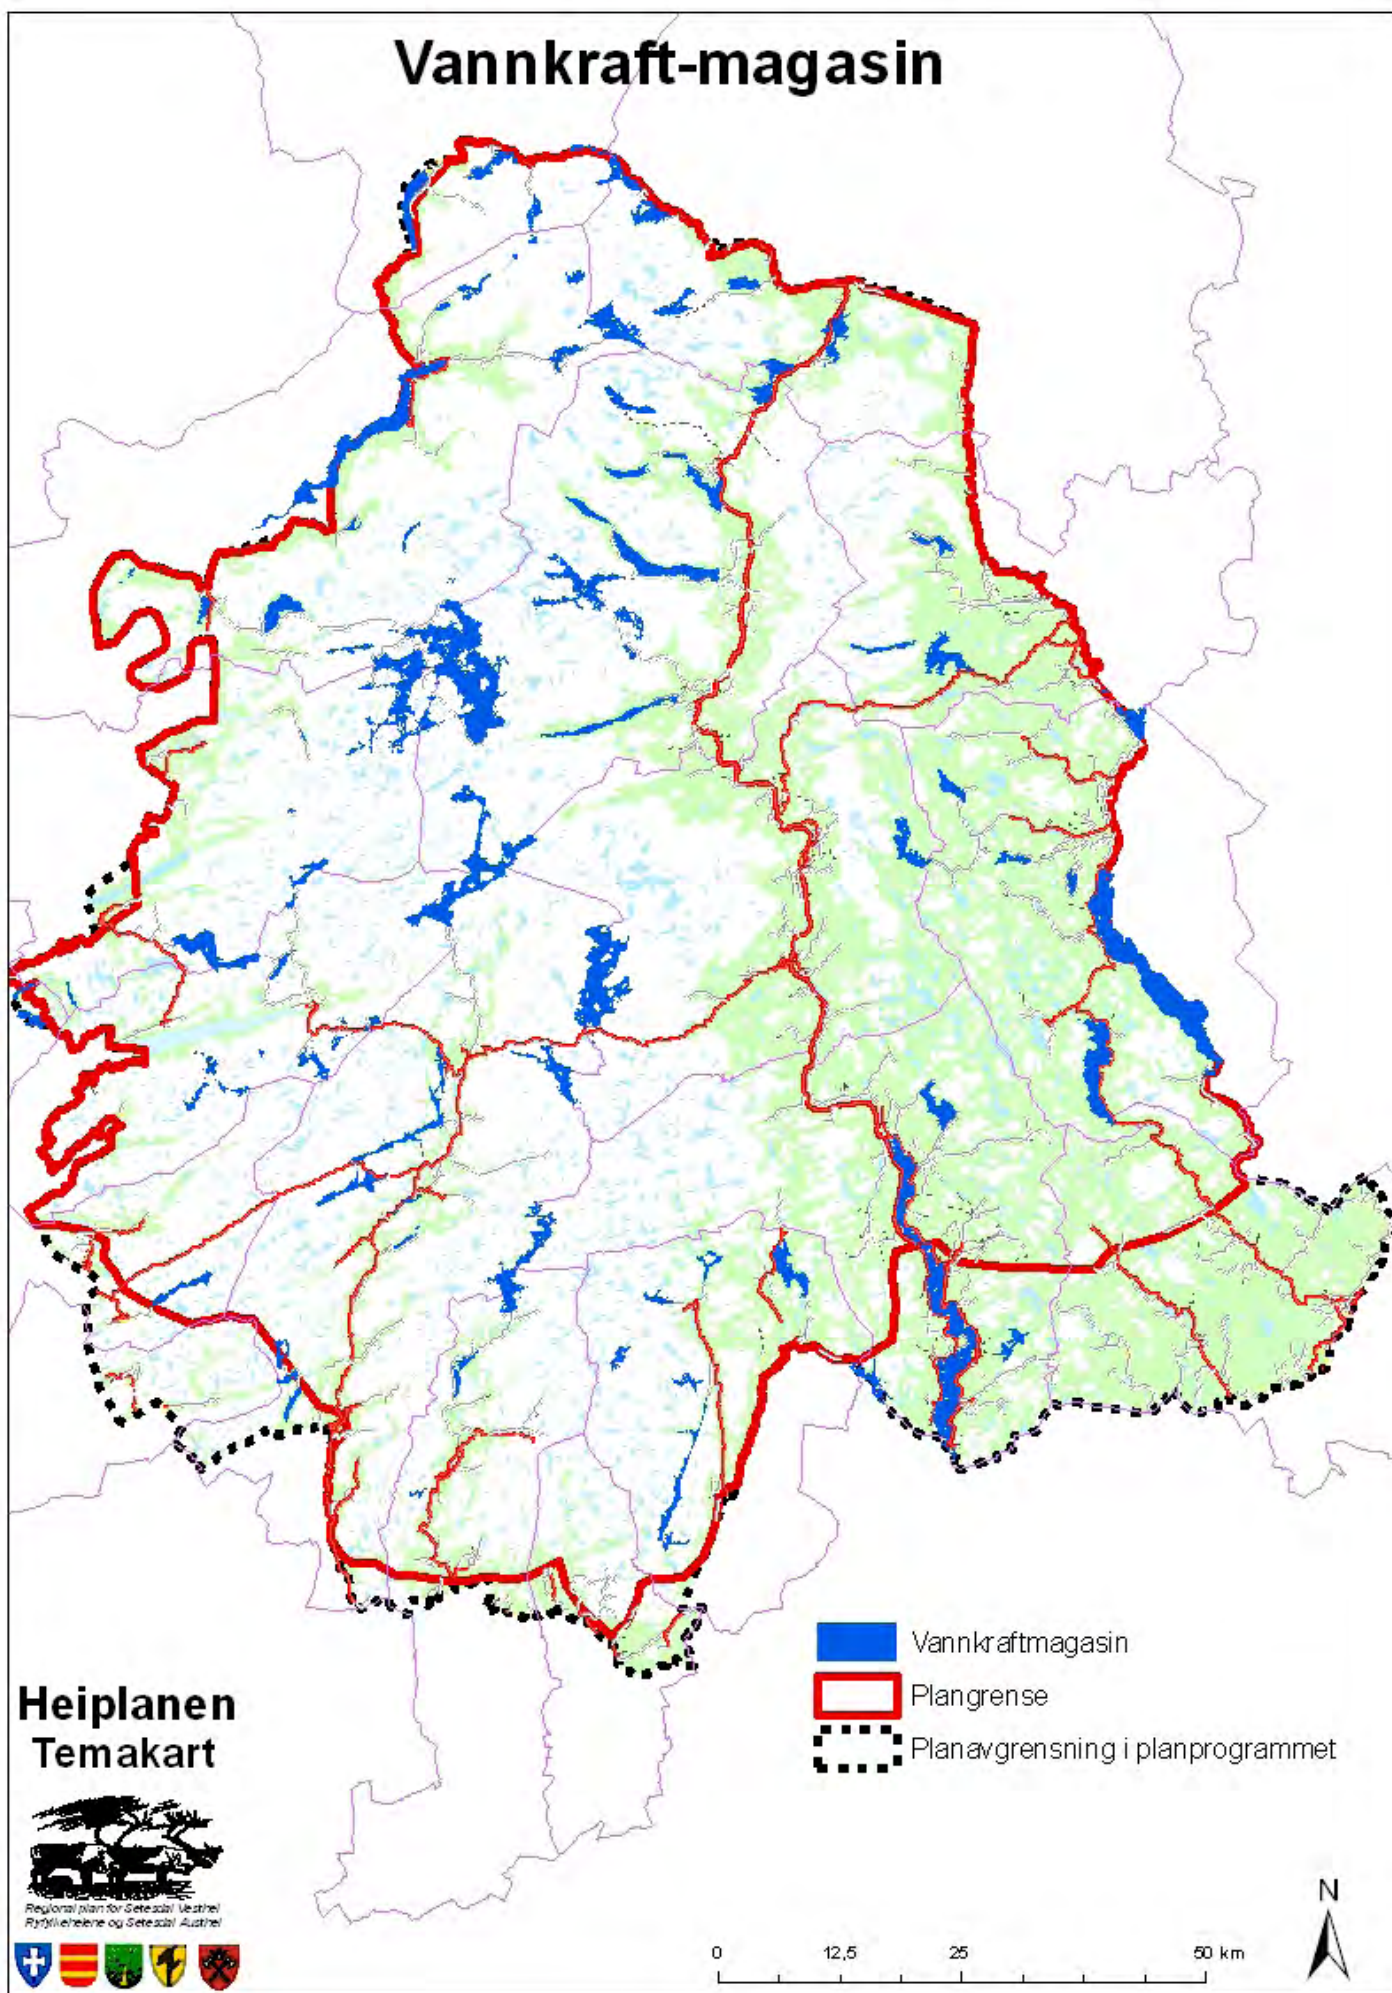 Vannkraft-magasin
Vannkraftmagasin
Plangrense
Planavgrensning i planprogrammet
Heiplanen
Temakart
Regional plan for Setesdal Vesthei
Ryfylkeheiene og Setesdal Austhei
N
0 12,5 25 50 km